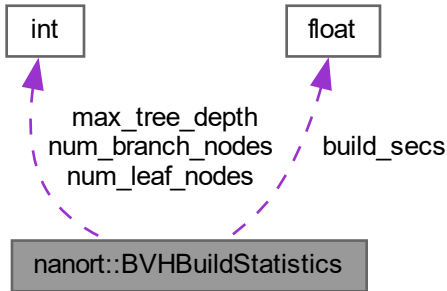 int
float
max_tree_depth
num_branch_nodes
num_leaf_nodes
build_secs
nanort::BVHBuildStatistics